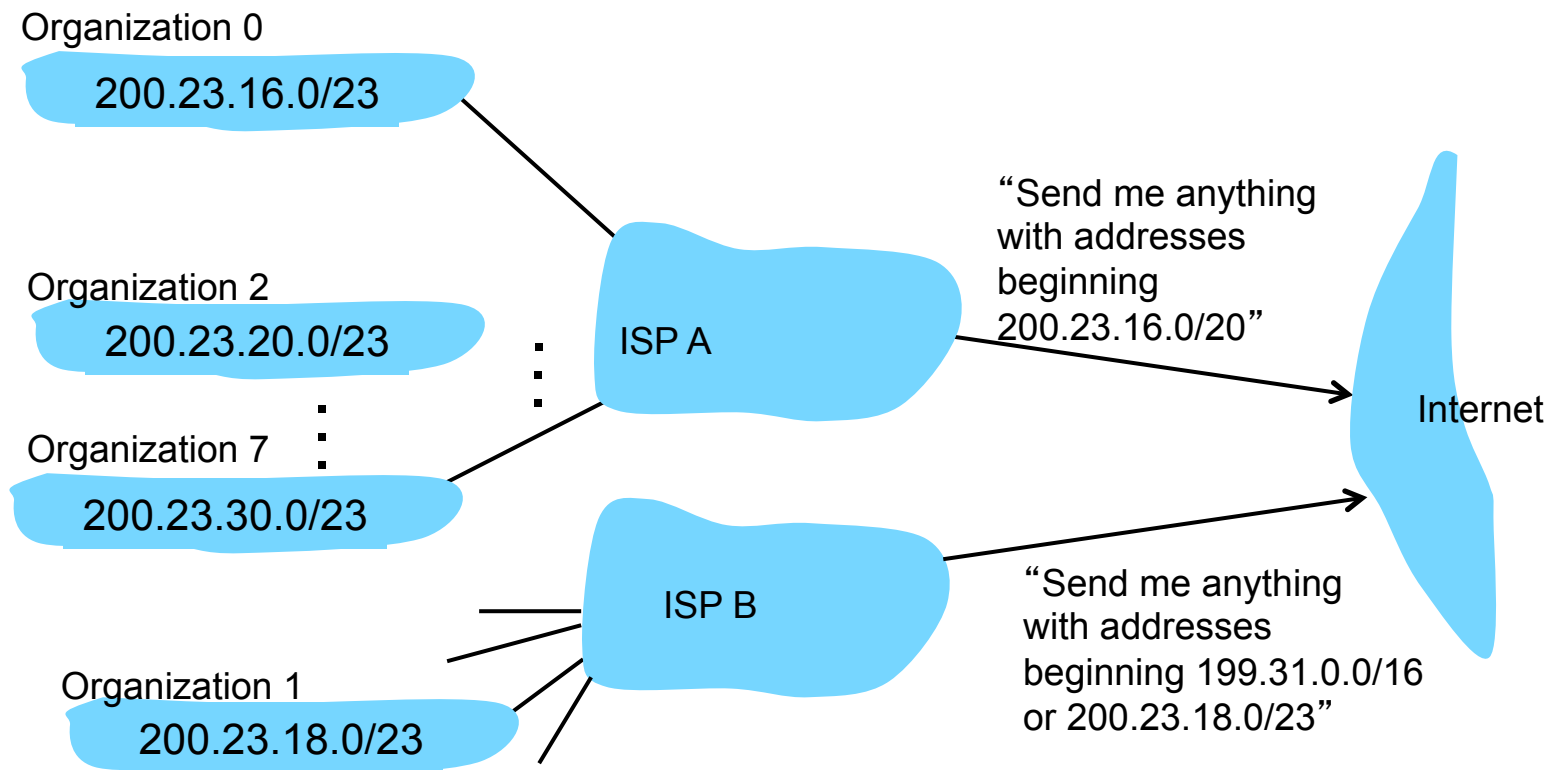 Organization 0
200.23.16.0/23
Organization 2
200.23.20.0/23
Organization 7
200.23.30.0/23
ISP A
“Send me anything
with addresses
beginning
200.23.16.0/20”
Internet
ISP B
“Send me anything
with addresses
beginning 199.31.0.0/16
or 200.23.18.0/23”
Organization 1
200.23.18.0/23